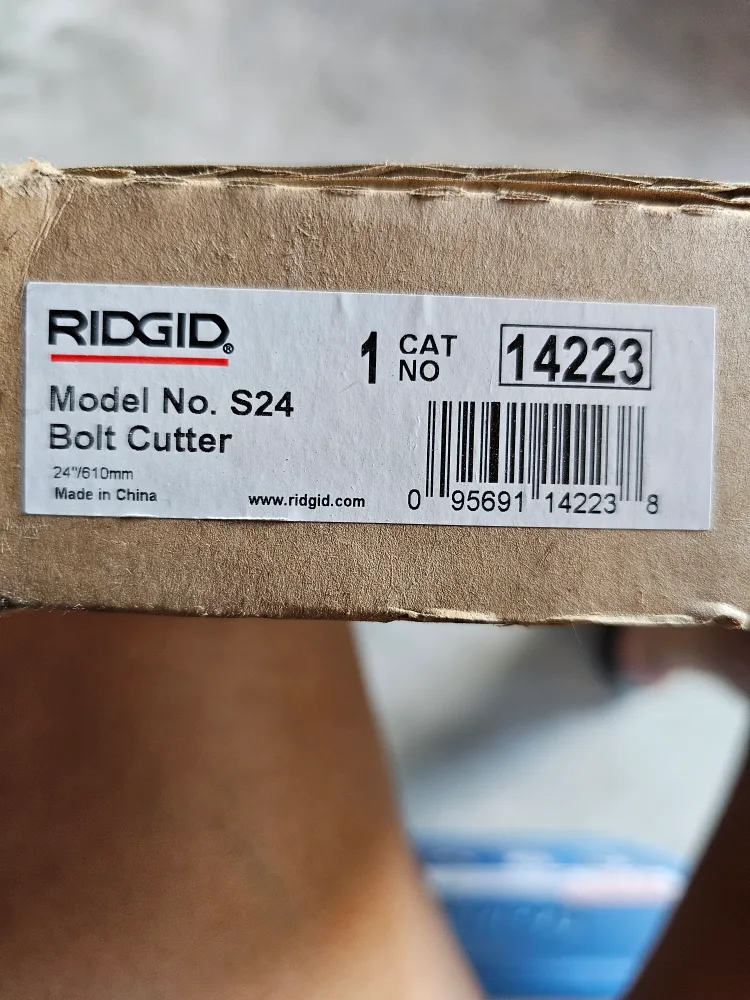 RIDGID®
1 CAT NO 14223
Model No. S24
Bolt Cutter
24"/610mm
Made in China
www.ridgid.com
0 95691 14223 8